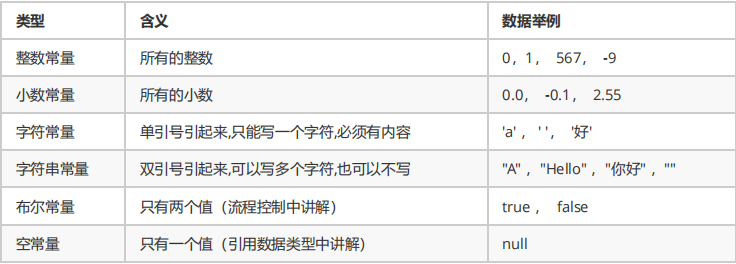 类型 含义 数据举例
整数常量 所有的整数 0，1， 567， -9
小数常量 所有的小数 0.0， -0.1， 2.55
字符常量 单引号引起来,只能写一个字符,必须有内容 'a' ，' '， '好'
字符串常量 双引号引起来,可以写多个字符,也可以不写 "A" ，"Hello" ，"你好" ，""
布尔常量 只有两个值（流程控制中讲解） true ， false
空常量 只有一个值（引用数据类型中讲解） null